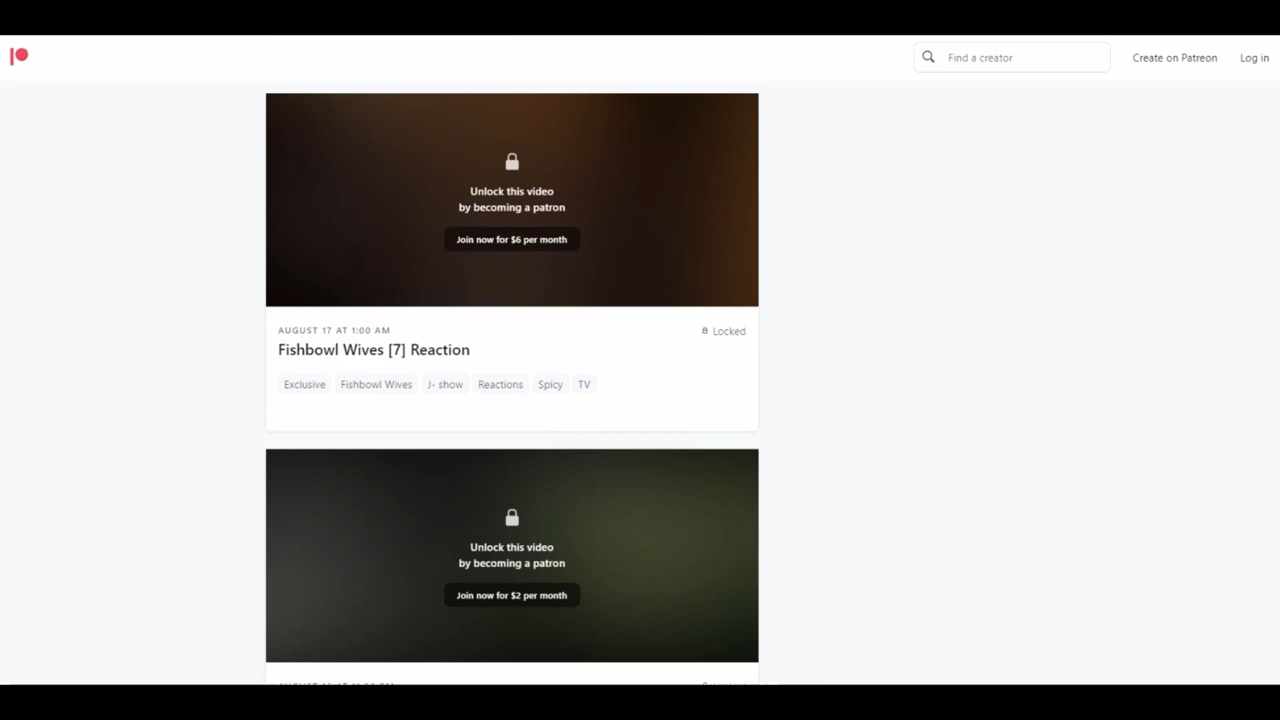 Find a creator
Create on Patreon
Log in
Unlock this video
by becoming a patron
Join now for $6 per month
AUGUST 17 AT 1:00 AM
Locked
Fishbowl Wives [7] Reaction
Exclusive
Fishbowl Wives
J- show
Reactions
Spicy
TV
Unlock this video
by becoming a patron
Join now for $2 per month